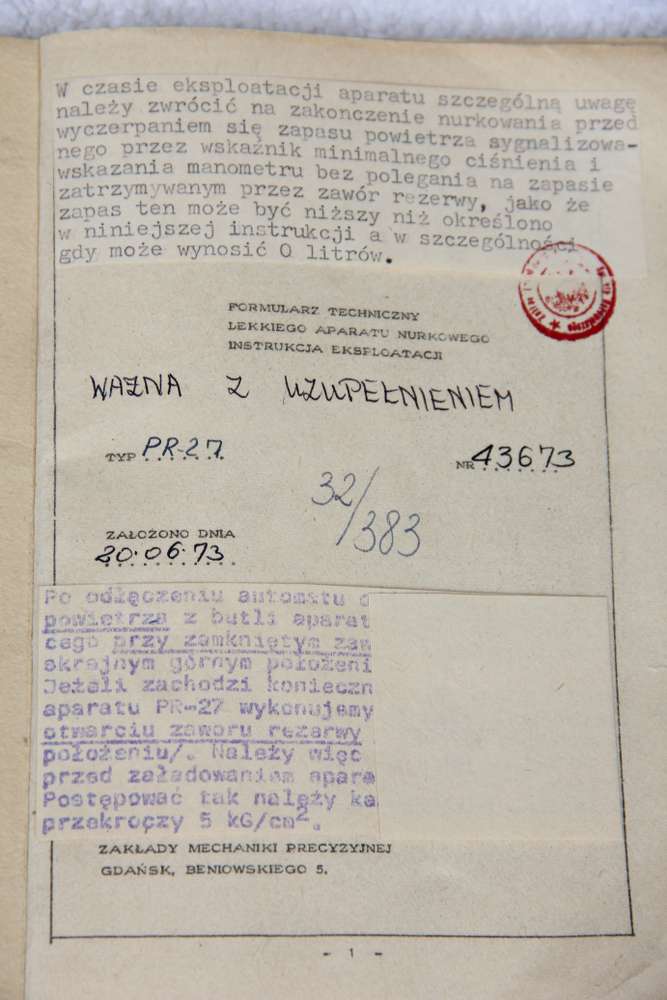 W czasie eksploatacji aparatu szczególną uwagę
należy zwrócić na zakonczenie nurkowania przed
wyczerpaniem się zapasu powietrza sygnalizowa-
nego przez wskaźnik minimalnego ciśnienia i
wskazania manometru bez polegania na zapasie
zatrzymywanym przez zawór rezerwy, jako że
zapas ten może być niższy niż określono
w niniejszej instrukcji a w szczególności
gdy może wynosić O litrów.
FORMULARZ TECHNICZNY
LEKKIEGO APARATU NURKOWEGO
INSTRUKCJA EKSPLOATACJI
WAŻNA Z UZUPEŁNIENIEM
TYP PR-27
NR 43673
32/383
ZAŁOŻONO DNIA
20.06.73
Po odłączeniu automatu o
powietrza z butli aparat
cego przy zamkniętym zaw
skrajnym górnym położeni
Jeżeli zachodzi konieczn
aparatu PR-27 wykonujemy
otwarciu zaworu rezerwy
położeniu/. Należy więc
przed załadowaniem apara
Postępować tak należy ka
przekroczy 5 kG/cm².
ZAKŁADY MECHANIKI PRECYZYJNEJ
GDAŃSK, BENIOWSKIEGO 5.
- 1 -